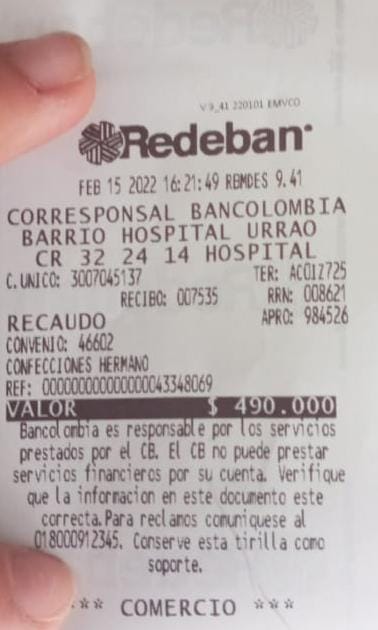 V 9_41 220101 EMVCO
Redeban
FEB 15 2022 16:21:49 RBMDES 9.41
CORRESPONSAL BANCOLOMBIA
BARRIO HOSPITAL URRAO
CR 32 24 14 HOSPITAL
C.UNICO: 3007045137 TER: ACOIZ725
RECIBO: 007535 RRN: 008621
RECAUDO APRO: 984526
CONVENIO: 46602
CONFECCIONES HERMANO
REF: 00000000000000043348069
VALOR $ 490.000
Bancolombia es responsable por los servicios
prestados por el CB. El CB no puede prestar
servicios financieros por su cuenta. Verifique
que la informacion en este documento este
correcta.Para reclamos comuniquese al
018000912345. Conserve esta tirilla como
soporte.
*** COMERCIO ***